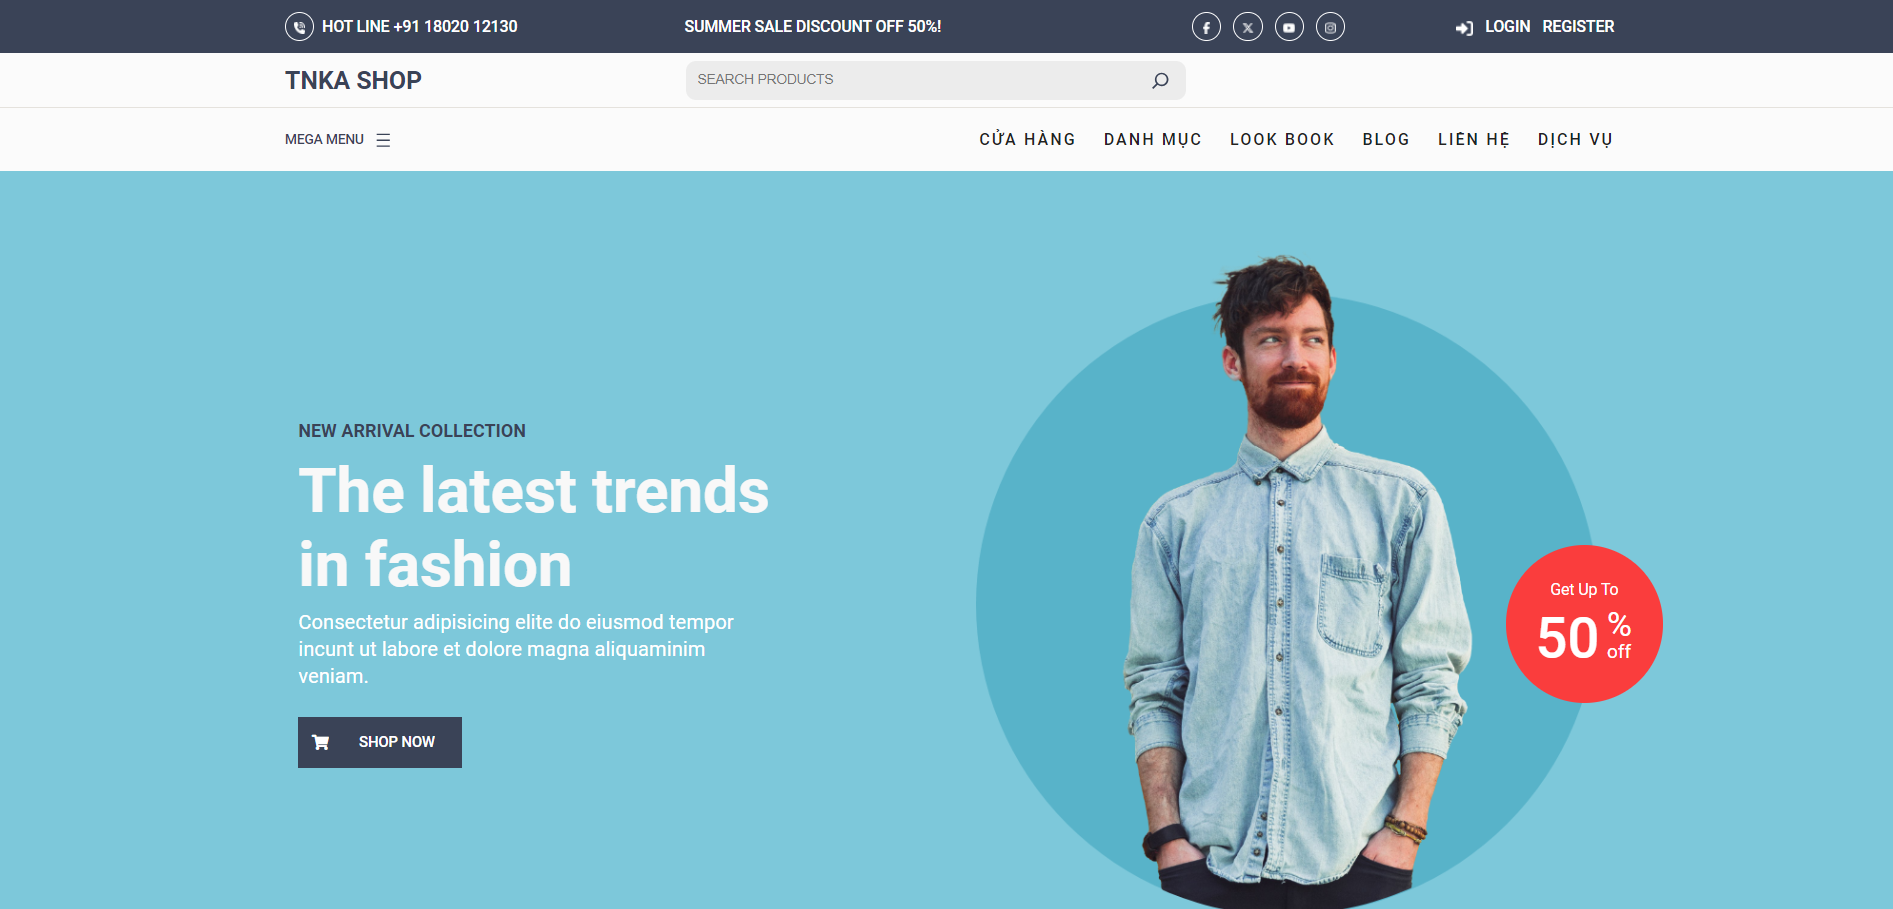 HOT LINE +91 18020 12130
SUMMER SALE DISCOUNT OFF 50%!
LOGIN REGISTER
TNKA SHOP
SEARCH PRODUCTS
MEGA MENU
CỬA HÀNG DANH MỤC LOOK BOOK BLOG LIÊN HỆ DỊCH VỤ
NEW ARRIVAL COLLECTION
The latest trends
in fashion
Consectetur adipisicing elite do eiusmod tempor
incunt ut labore et dolore magna aliquaminim
veniam.
SHOP NOW
Get Up To
50 %
off